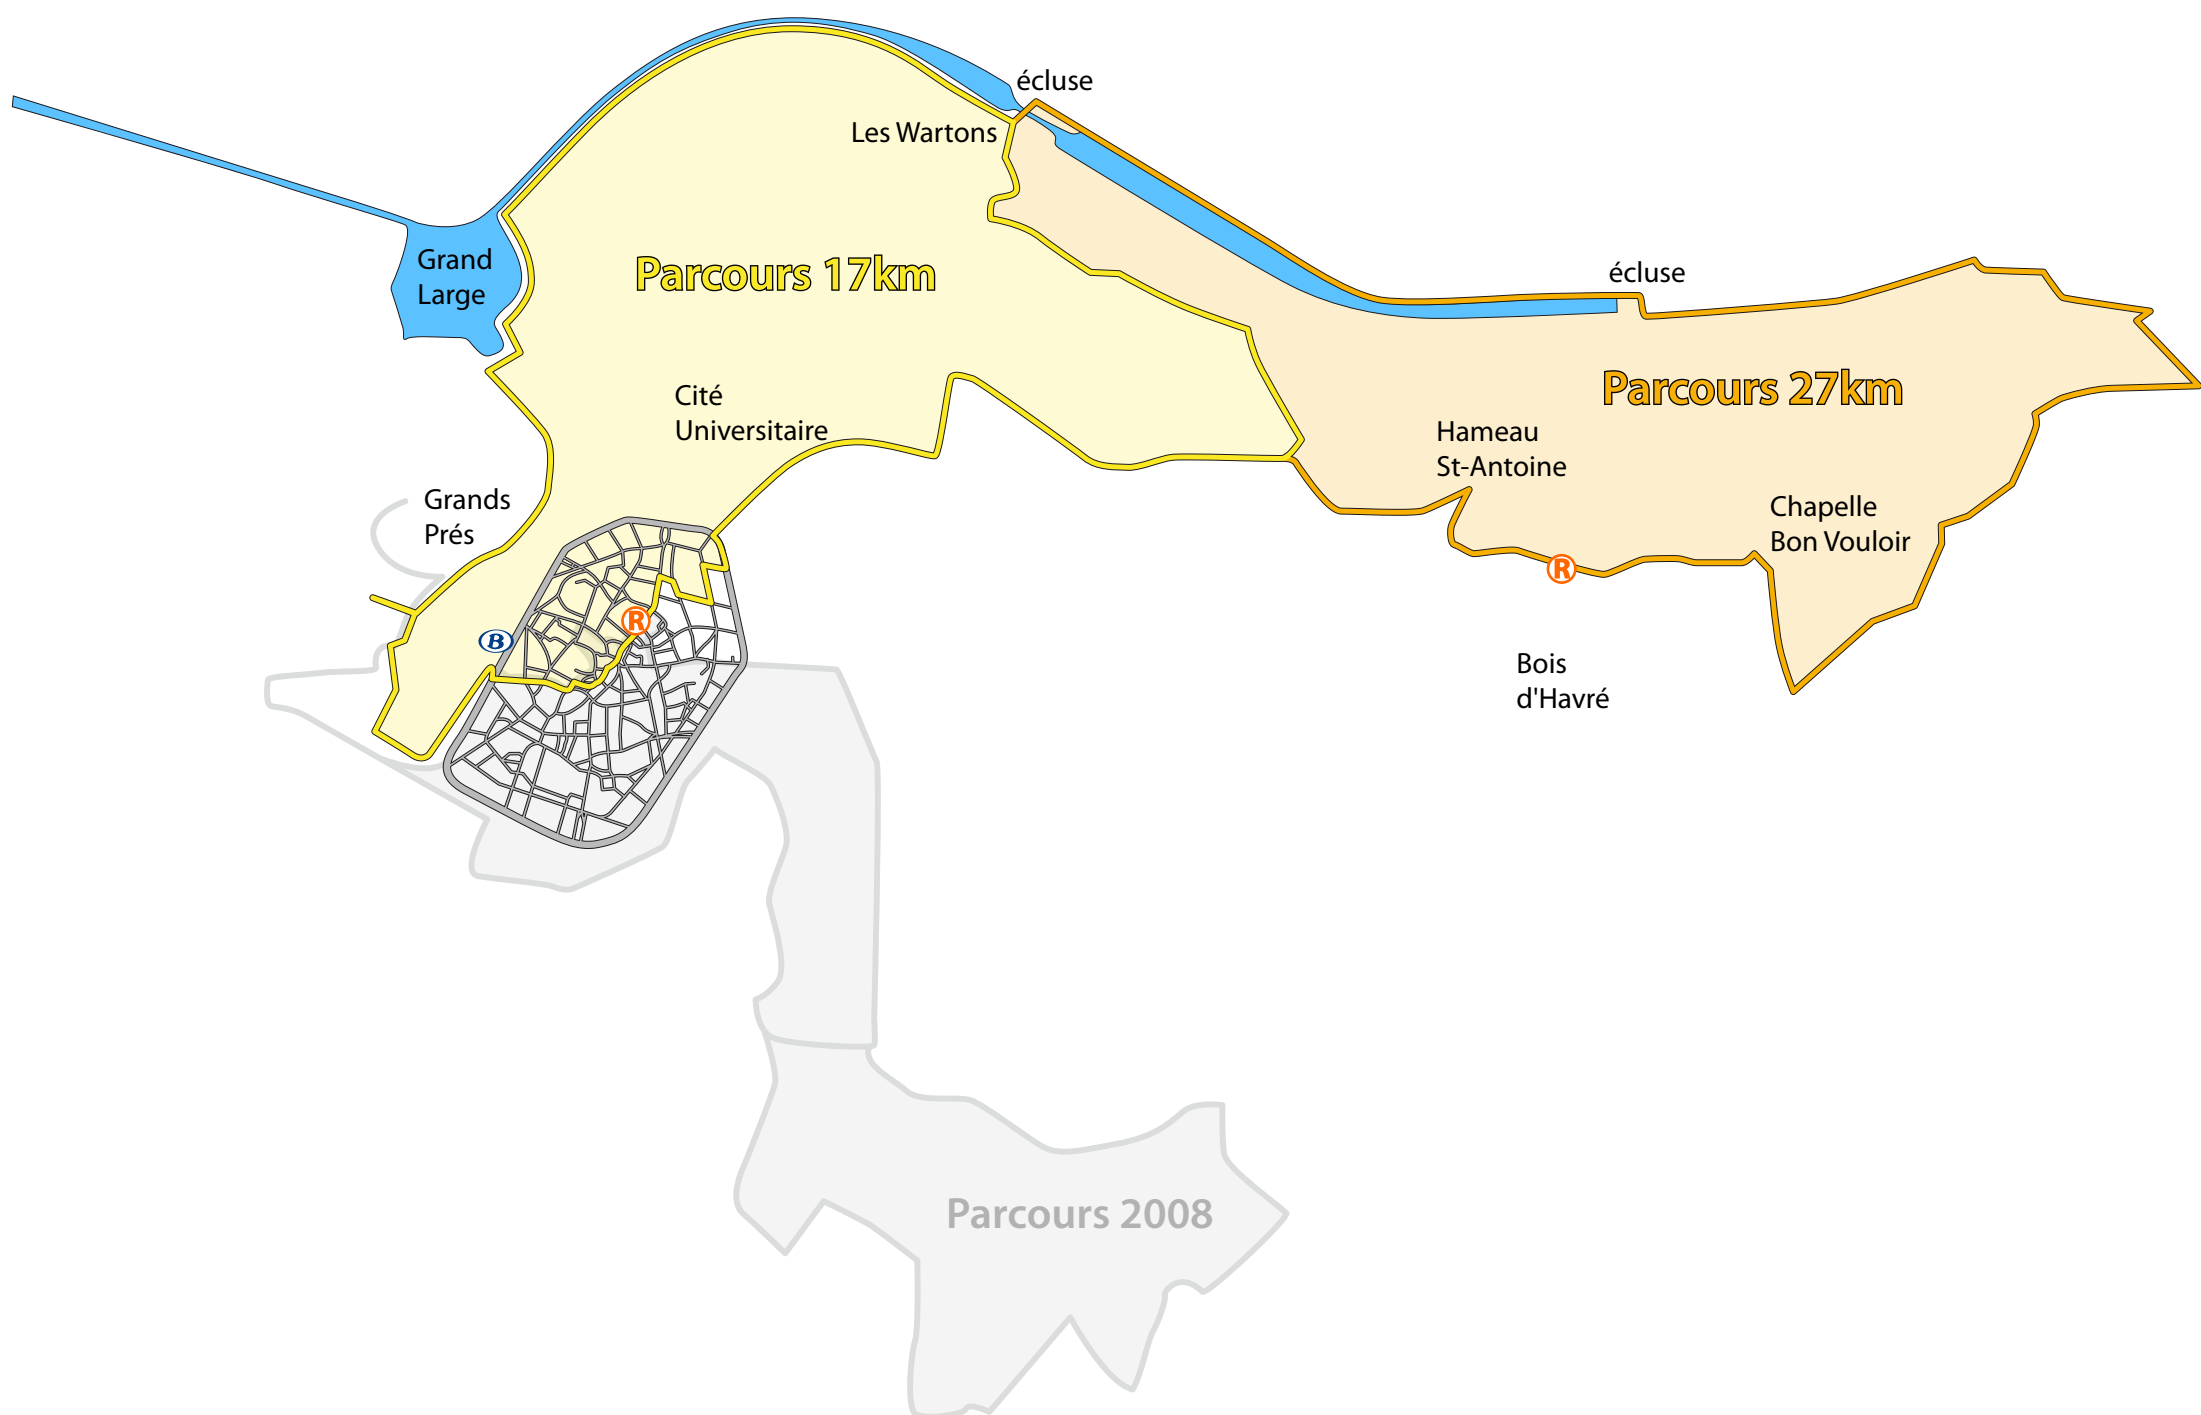 écluse
Les Wartons
Grand
Large
Parcours 17km
écluse
Parcours 27km
Cité
Universitaire
Hameau
St-Antoine
Grands
Prés
Chapelle
Bon Vouloir
R
R
B
Bois
d'Havré
Parcours 2008